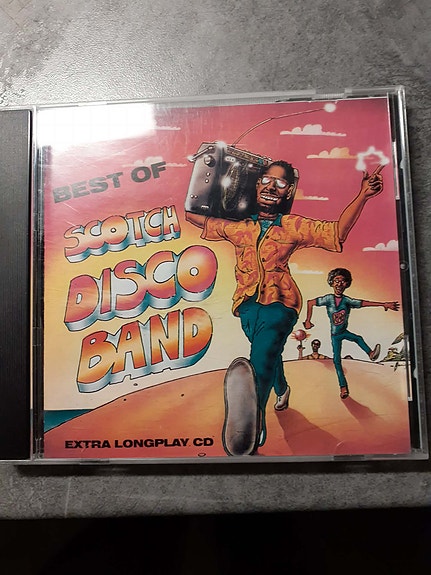 BEST OF
SCOTCH
DISCO
BAND
EXTRA LONGPLAY CD